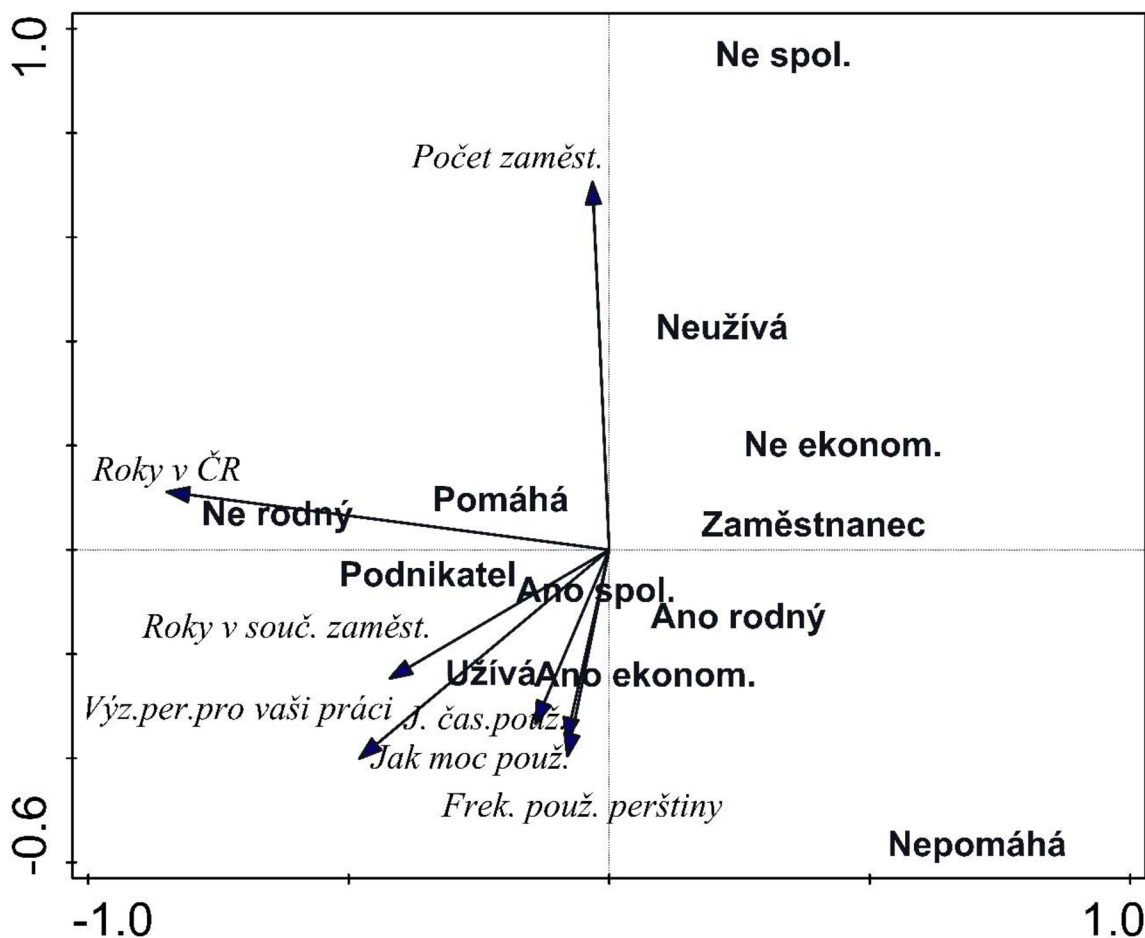 1.0
Ne spol.
Počet zaměst.
Neužívá
Ne ekonom.
Roky v ČR
Pomáhá
Ne rodný
Zaměstnanec
Podnikatel
Ano spol.
Ano rodný
Roky v souč. zaměst.
Užívá
Ano ekonom.
Výz.per.pro vaši práci
J. čas.použ.
Jak moc použ.
Frek. použ. perštiny
-0.6
Nepomáhá
-1.0
1.0